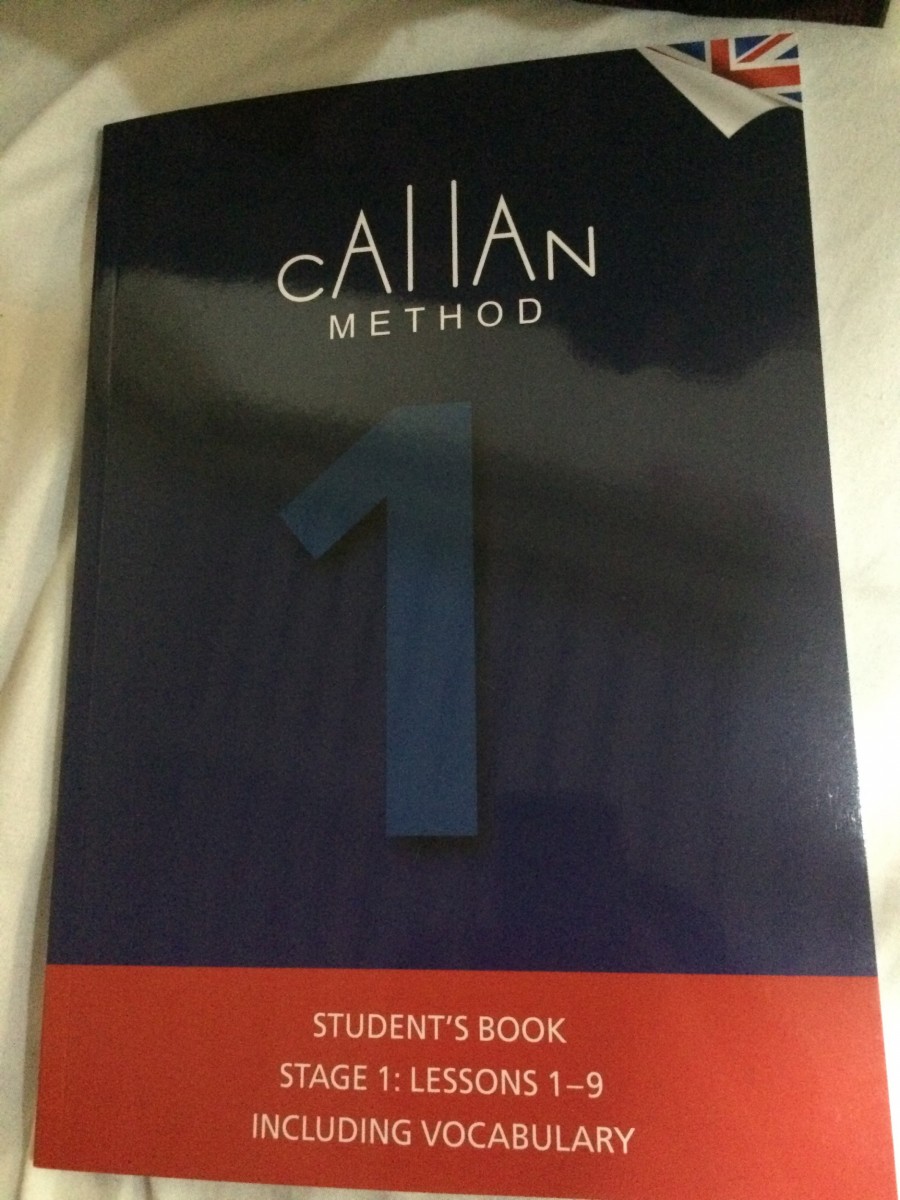 CALLAN
METHOD
1
STUDENT'S BOOK
STAGE 1: LESSONS 1–9
INCLUDING VOCABULARY